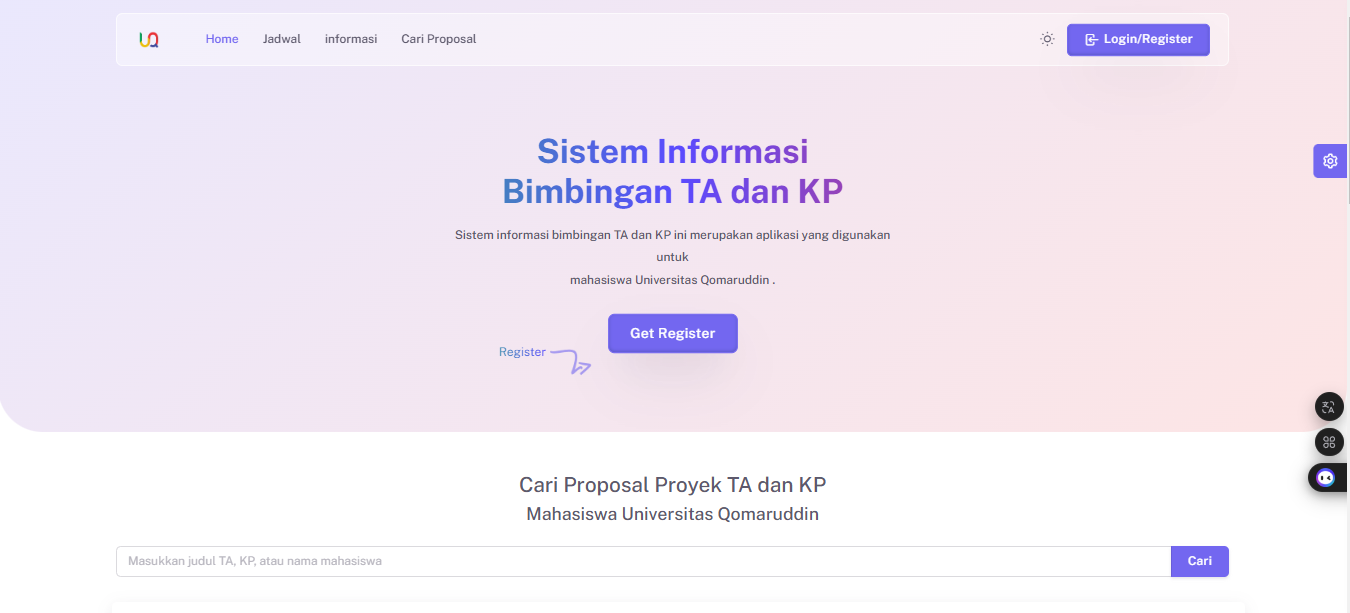 Home Jadwal informasi Cari Proposal Login/Register
Sistem Informasi
Bimbingan TA dan KP
Sistem informasi bimbingan TA dan KP ini merupakan aplikasi yang digunakan
untuk
mahasiswa Universitas Qomaruddin .
Get Register
Register
Cari Proposal Proyek TA dan KP
Mahasiswa Universitas Qomaruddin
Masukkan judul TA, KP, atau nama mahasiswa Cari